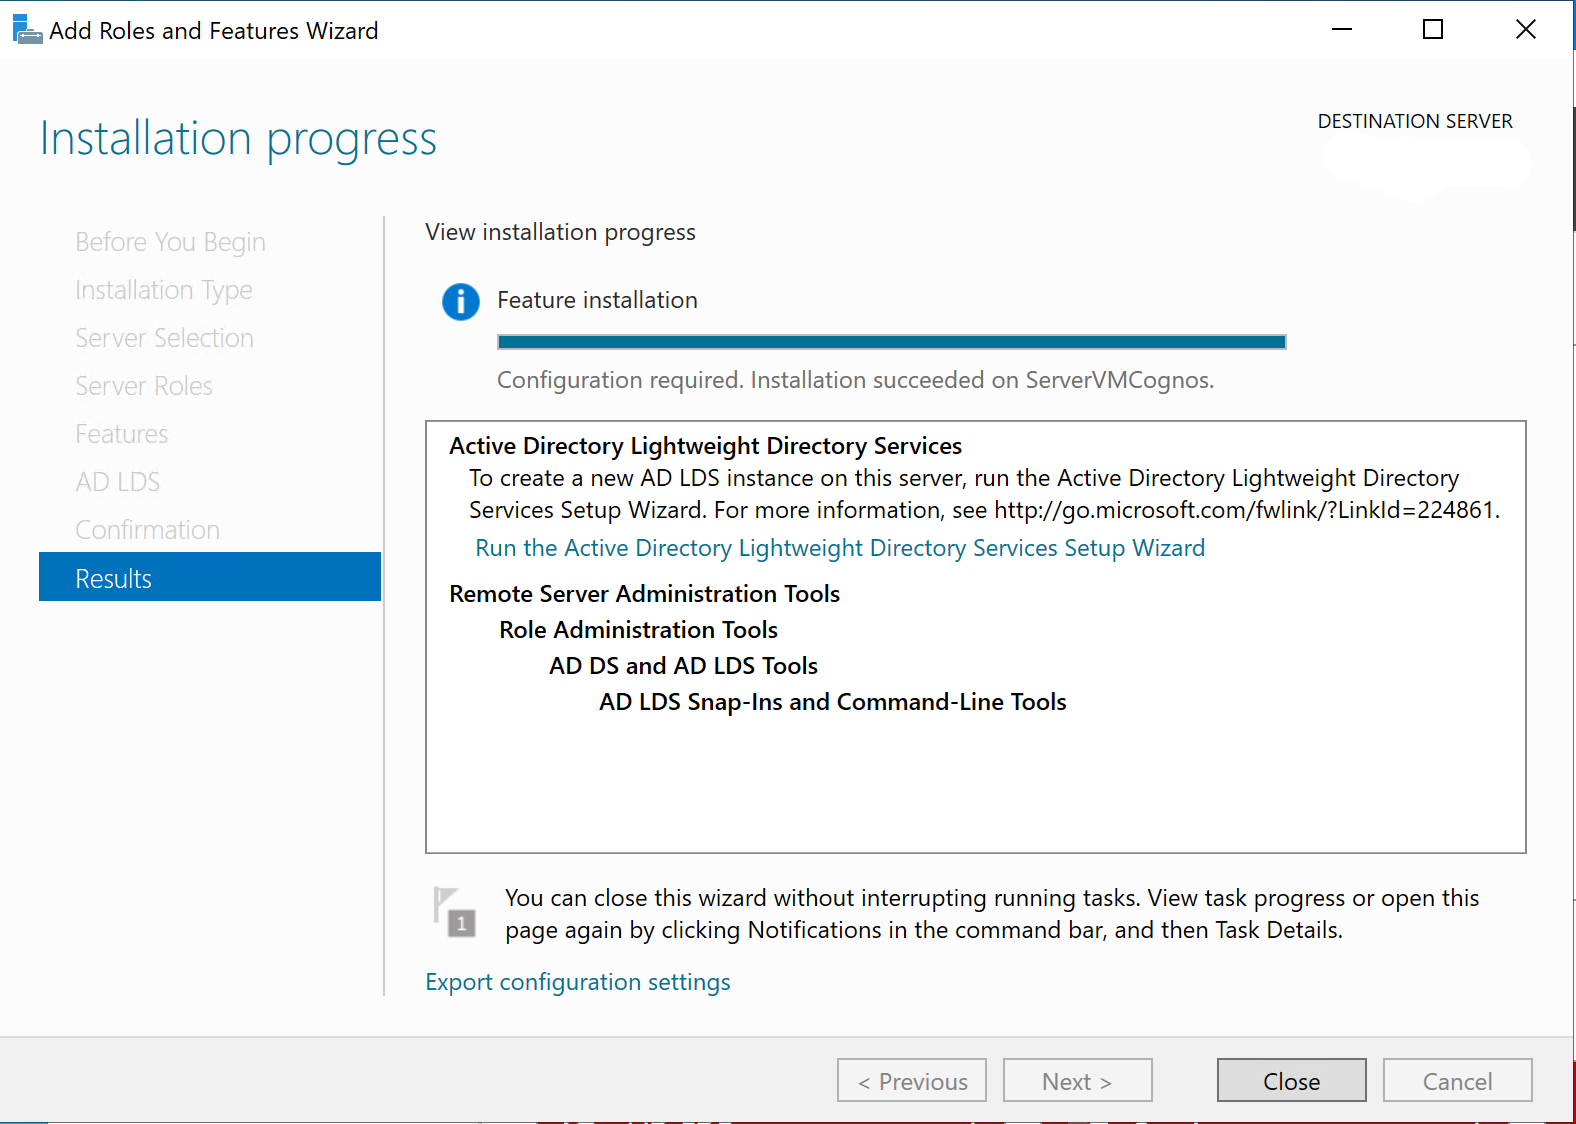 Add Roles and Features Wizard
Installation progress
DESTINATION SERVER
Before You Begin
Installation Type
Server Selection
Server Roles
Features
AD LDS
Confirmation
Results
View installation progress
Feature installation
Configuration required. Installation succeeded on ServerVMCognos.
Active Directory Lightweight Directory Services
To create a new AD LDS instance on this server, run the Active Directory Lightweight Directory
Services Setup Wizard. For more information, see http://go.microsoft.com/fwlink/?LinkId=224861.
Run the Active Directory Lightweight Directory Services Setup Wizard
Remote Server Administration Tools
Role Administration Tools
AD DS and AD LDS Tools
AD LDS Snap-Ins and Command-Line Tools
1
You can close this wizard without interrupting running tasks. View task progress or open this
page again by clicking Notifications in the command bar, and then Task Details.
Export configuration settings
< Previous
Next >
Close
Cancel